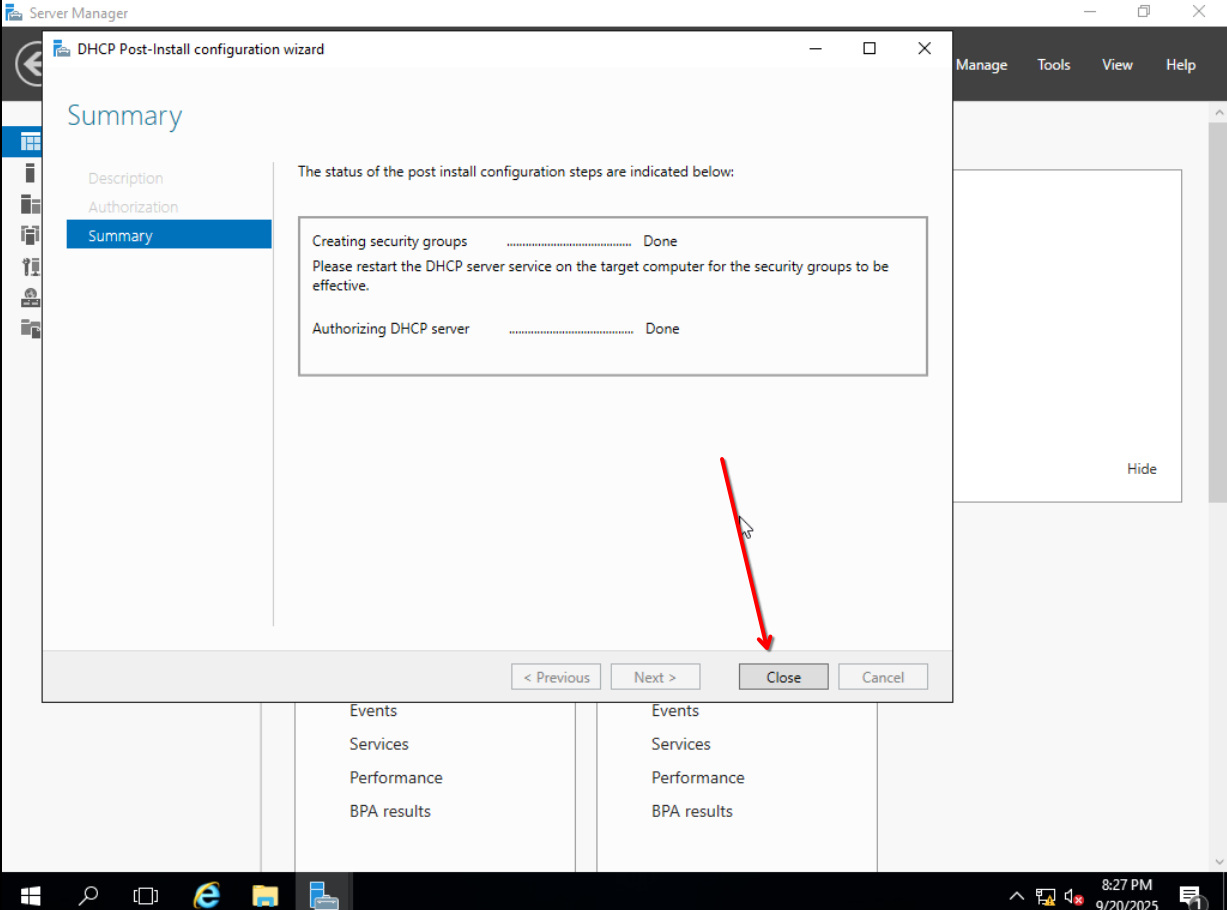 Server Manager
DHCP Post-Install configuration wizard
Manage Tools View Help
Summary
Description
Authorization
Summary
The status of the post install configuration steps are indicated below:
Creating security groups ........................................ Done
Please restart the DHCP server service on the target computer for the security groups to be
effective.
Authorizing DHCP server ........................................ Done
Hide
< Previous Next > Close Cancel
Events Events
Services Services
Performance Performance
BPA results BPA results
8:27 PM
9/20/2025
1